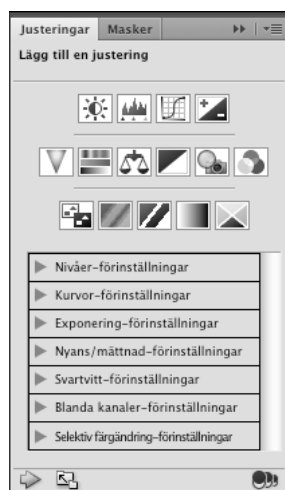 Justeringar Masker
Lägg till en justering
Nivåer-förinställningar
Kurvor-förinställningar
Exponering-förinställningar
Nyans/mättnad-förinställningar
Svartvitt-förinställningar
Blanda kanaler-förinställningar
Selektiv färgändring-förinställningar